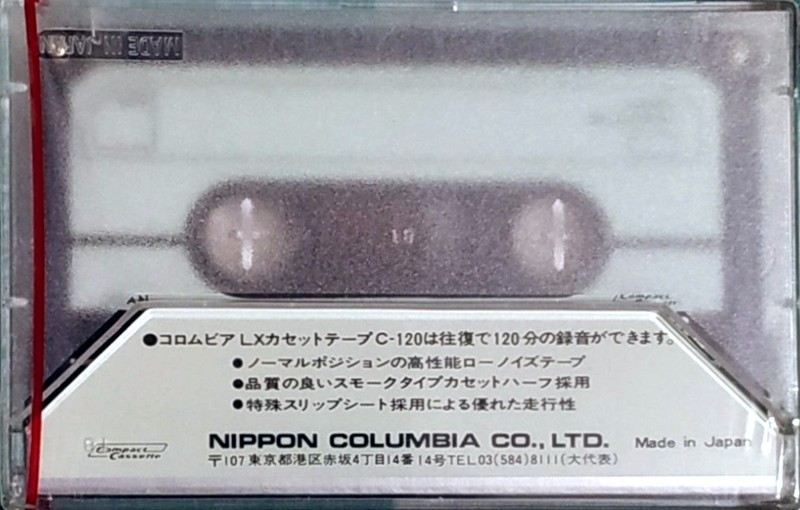 MADE IN JAPAN
●コロムビアLXカセットテープC-120は往復で120分の録音ができます。
●ノーマルポジションの高性能ローノイズテープ
●品質の良いスモークタイプカセットハーフ採用
●特殊スリップシート採用による優れた走行性
Compact Cassette
NIPPON COLUMBIA CO., LTD. Made in Japan
〒107 東京都港区赤坂4丁目14番14号TEL03(584)8111(大代表)